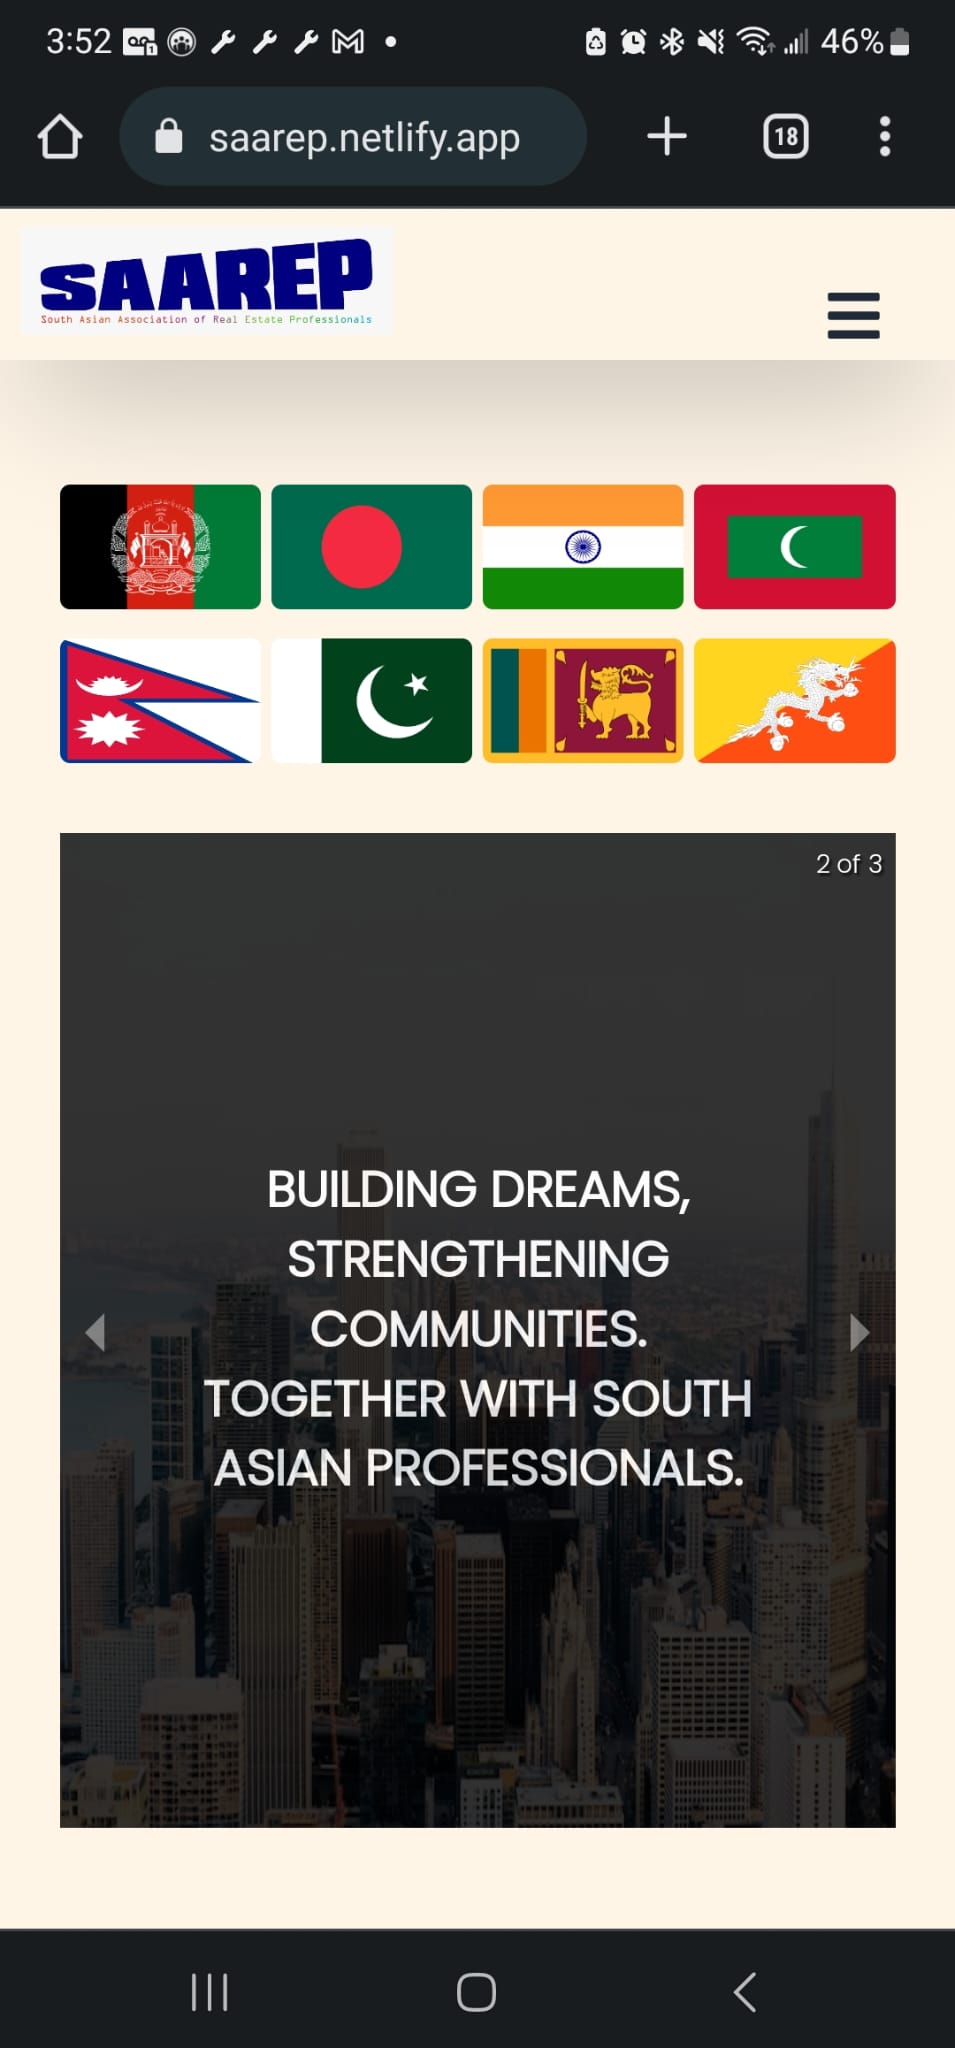 3:52
46%
saarep.netlify.app
18
SAAREP
South Asian Association of Real Estate Professionals
2 of 3
BUILDING DREAMS,
STRENGTHENING
COMMUNITIES.
TOGETHER WITH SOUTH
ASIAN PROFESSIONALS.